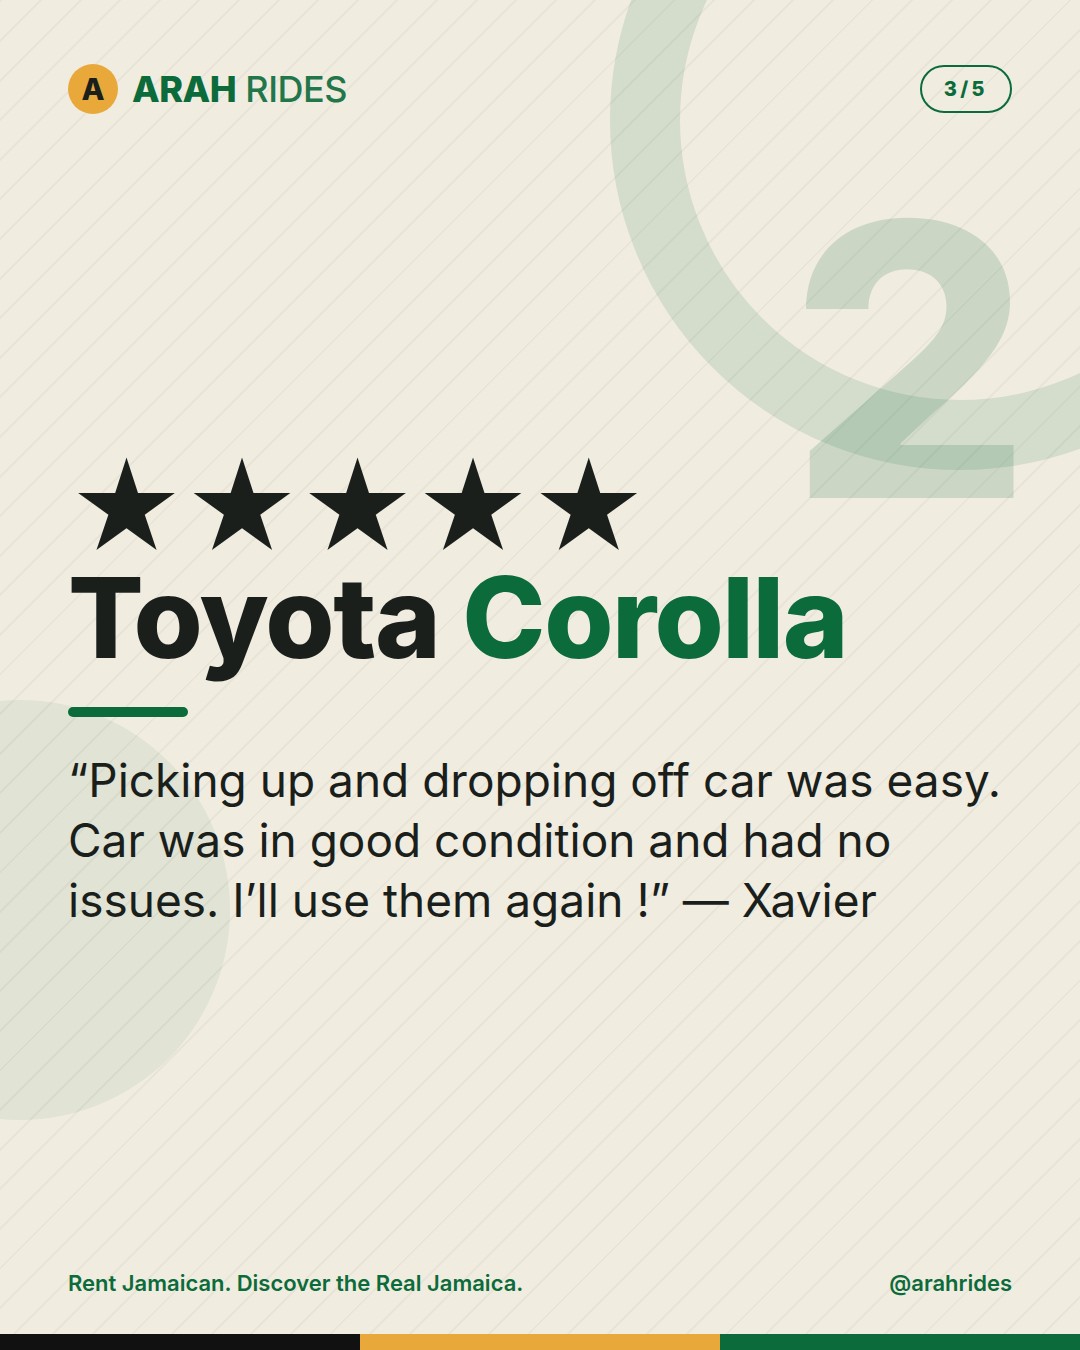 A ARAH RIDES
3/5
2
★★★★★
Toyota Corolla
“Picking up and dropping off car was easy.
Car was in good condition and had no
issues. I’ll use them again !” — Xavier
Rent Jamaican. Discover the Real Jamaica.
@arahrides